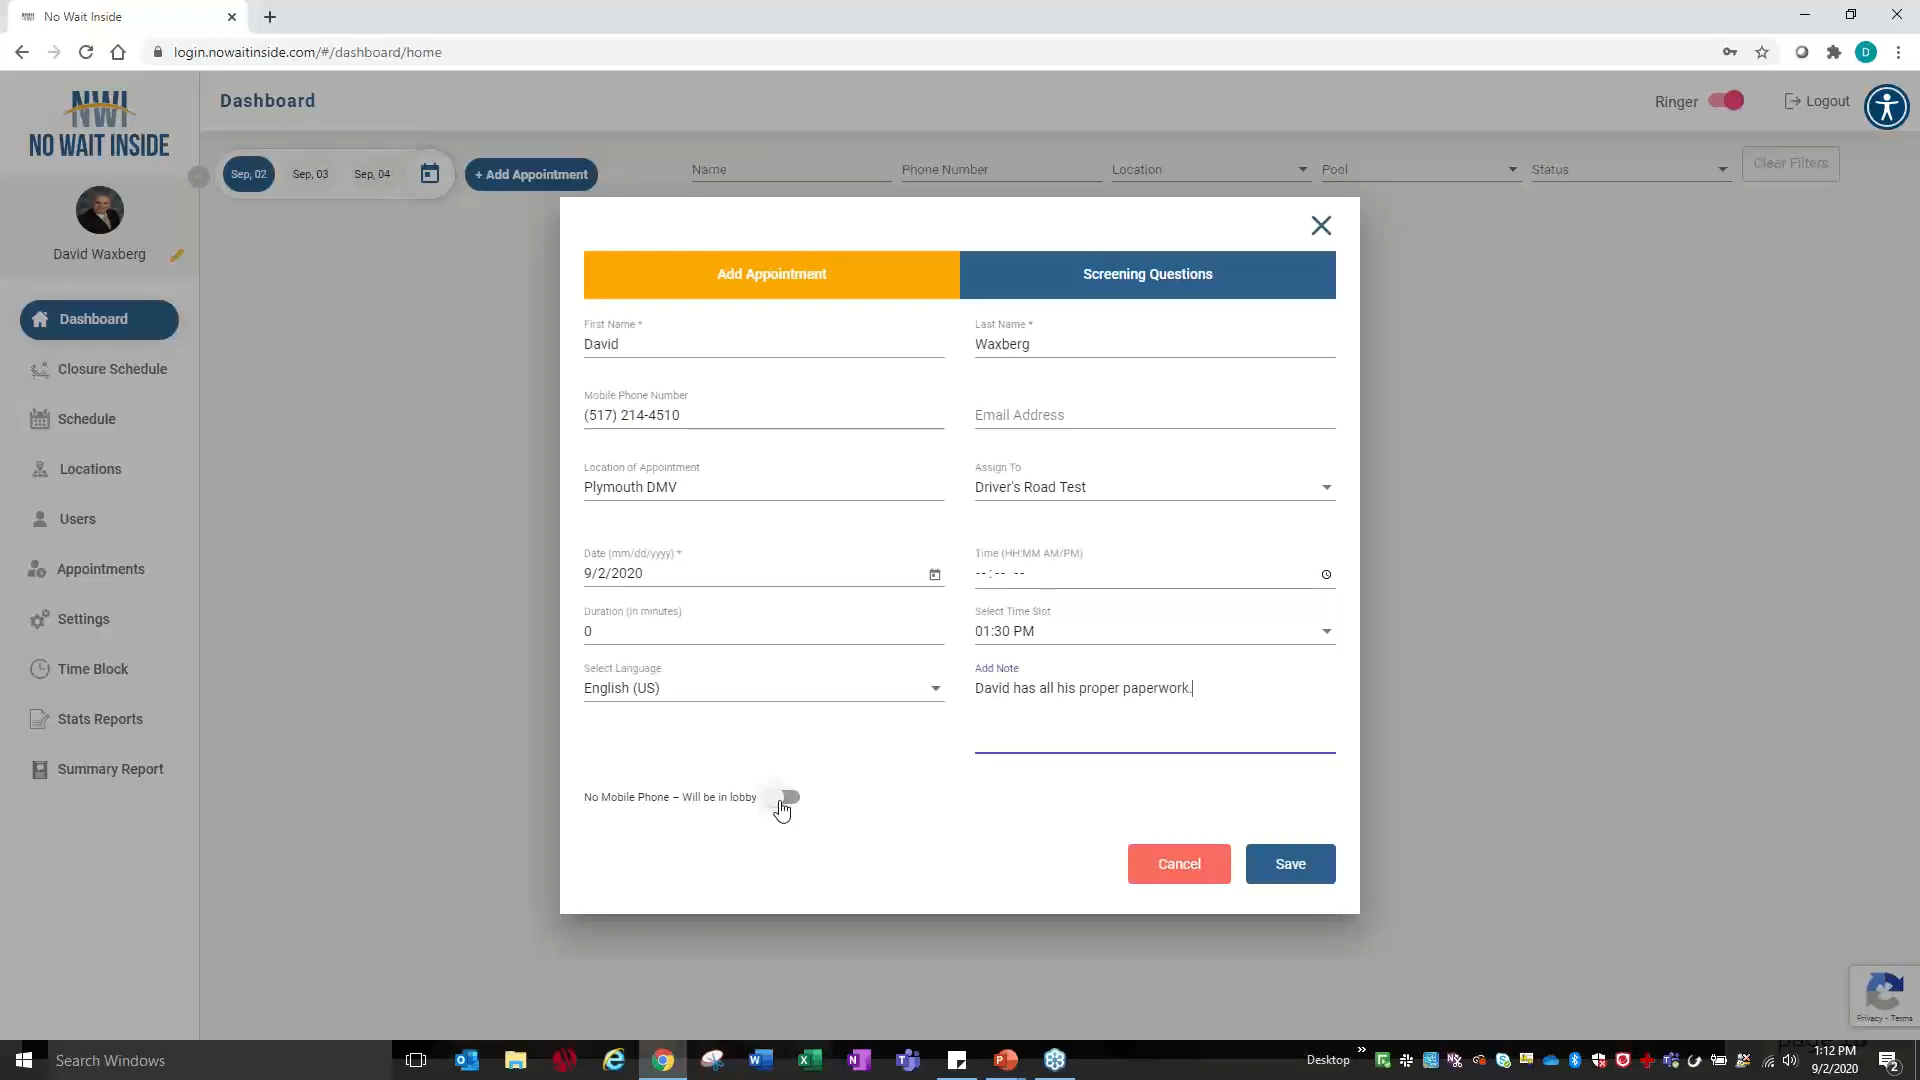 No Wait Inside
login.nowaitinside.com/#/dashboard/home
D
NWI
NO WAIT INSIDE
Dashboard
Ringer
Logout
Sep, 02
Sep, 03
Sep, 04
+ Add Appointment
Name
Phone Number
Location
Pool
Status
Clear Filters
David Waxberg
Dashboard
Closure Schedule
Schedule
Locations
Users
Appointments
Settings
Time Block
Stats Reports
Summary Report
Add Appointment
Screening Questions
First Name *
David
Last Name *
Waxberg
Mobile Phone Number
(517) 214-4510
Email Address
Location of Appointment
Plymouth DMV
Assign To
Driver's Road Test
Date (mm/dd/yyyy) *
9/2/2020
Time (HH:MM AM/PM)
--:-- --
Duration (in minutes)
0
Select Time Slot
01:30 PM
Select Language
English (US)
Add Note
David has all his proper paperwork.
No Mobile Phone – Will be in lobby
Cancel
Save
Privacy - Terms
Search Windows
Desktop
1:12 PM
9/2/2020
2